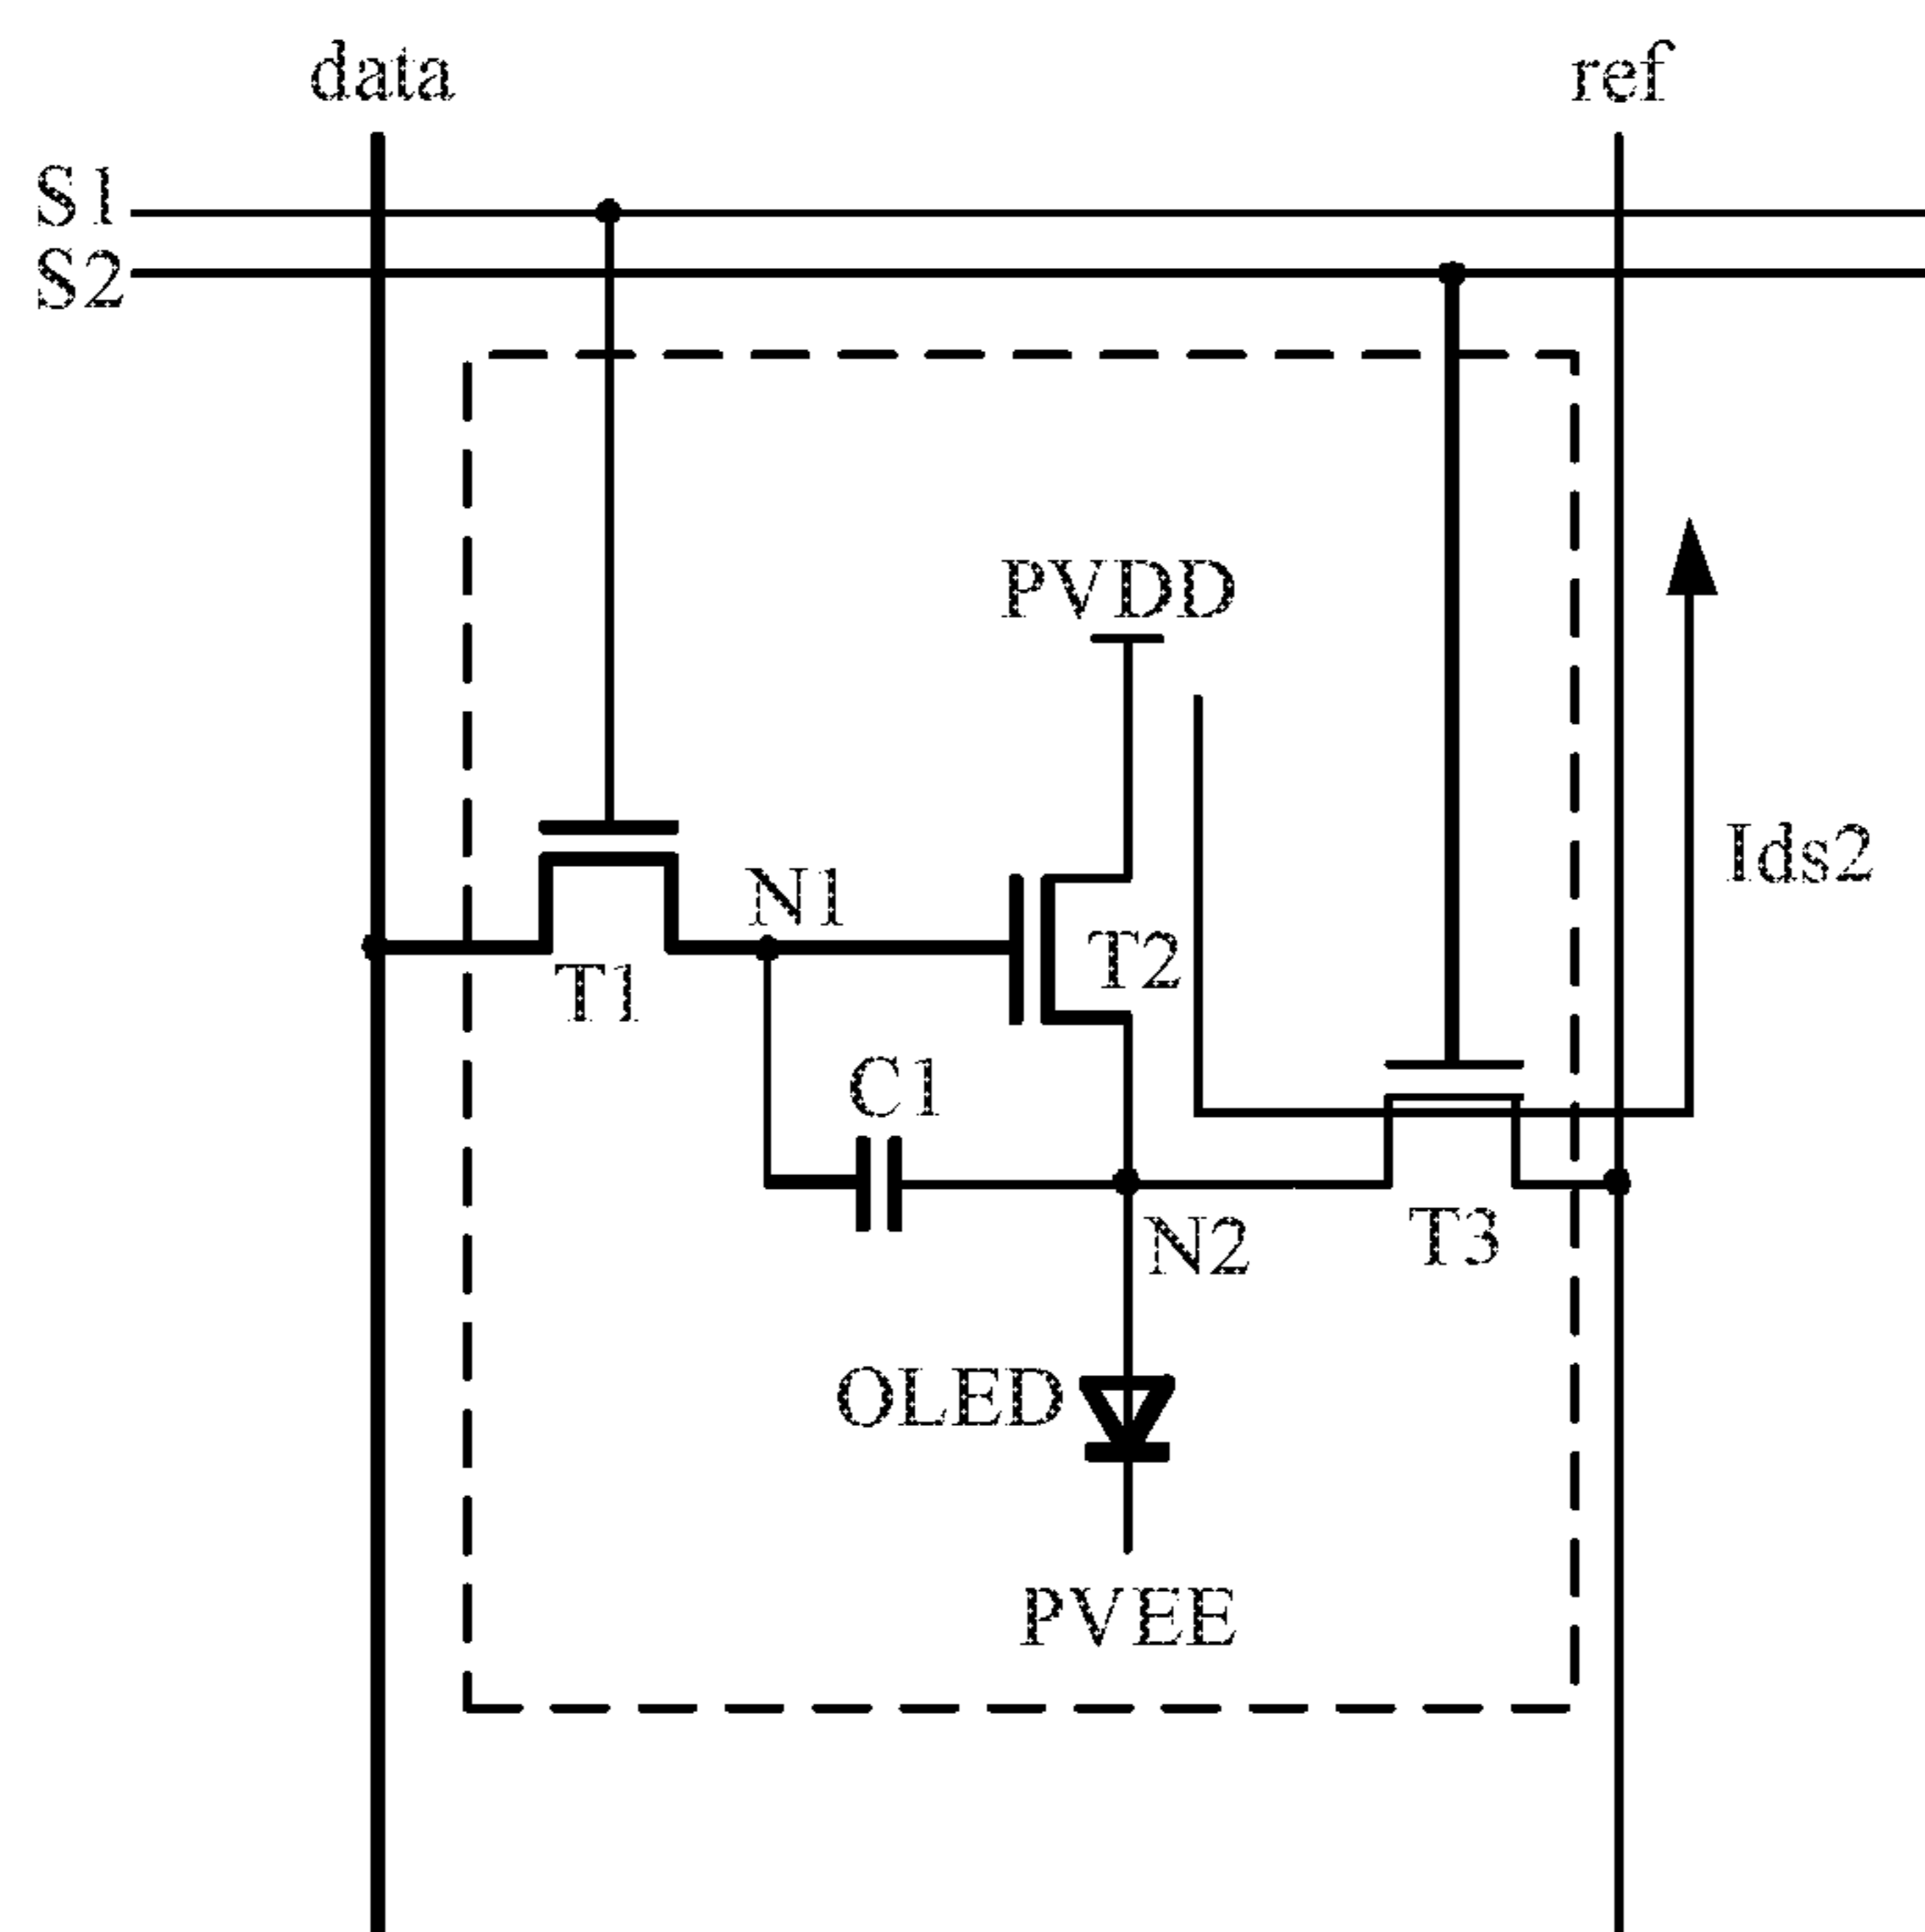 data ref
S1
S2
PVDD
Ids2
N1
T2
T1
C1
N2
T3
OLED
PVEE